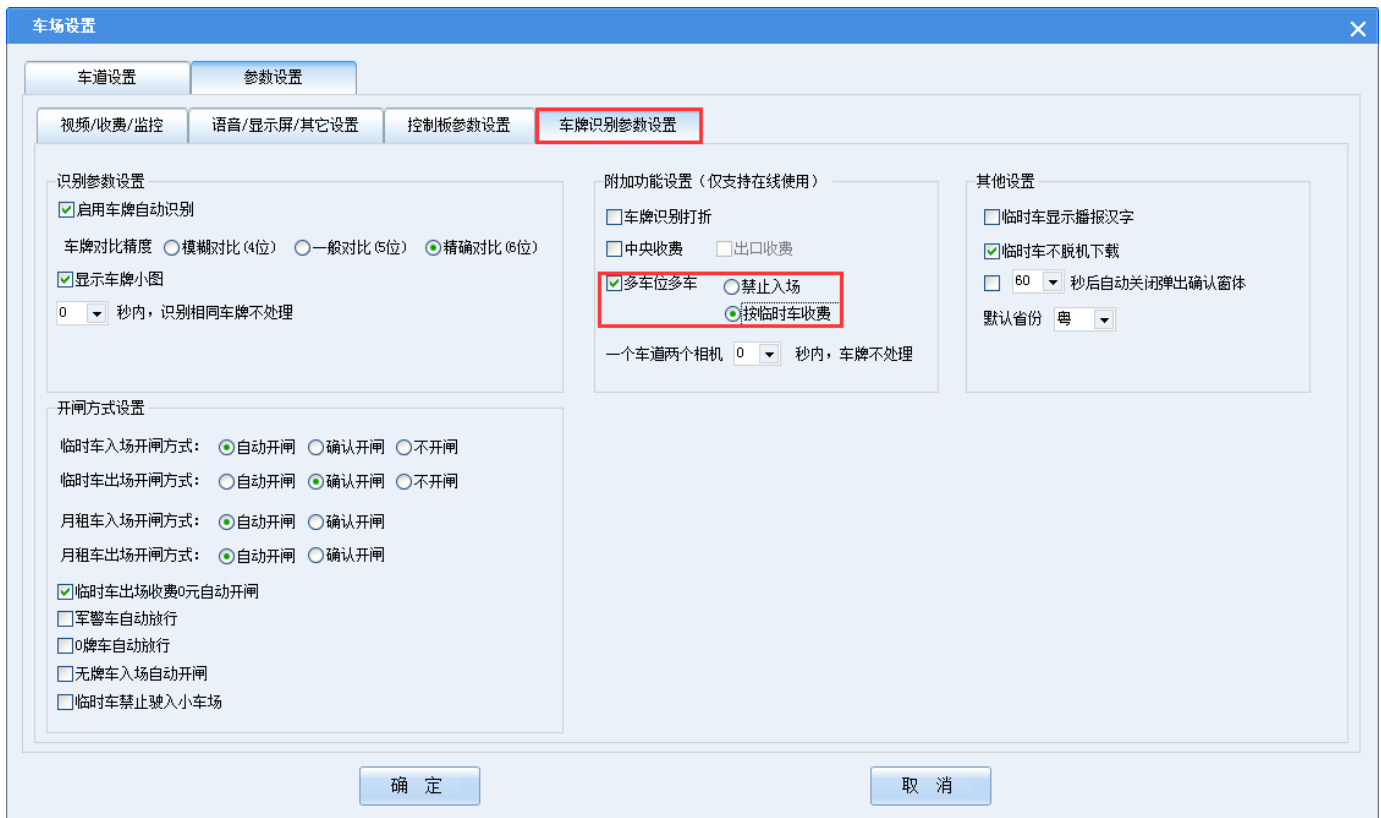 车场设置
车道设置 参数设置
视频/收费/监控 语音/显示屏/其它设置 控制板参数设置 车牌识别参数设置
识别参数设置
启用车牌自动识别
车牌对比精度 模糊对比(4位) 一般对比(5位) 精确对比(6位)
显示车牌小图
0 秒内，识别相同车牌不处理
附加功能设置（仅支持在线使用）
车牌识别打折
中央收费 出口收费
多车位多车 禁止入场
按临时车收费
一个车道两个相机 0 秒内，车牌不处理
其他设置
临时车显示播报汉字
临时车不脱机下载
60 秒后自动关闭弹出确认窗体
默认省份 粤
开闸方式设置
临时车入场开闸方式： 自动开闸 确认开闸 不开闸
临时车出场开闸方式： 自动开闸 确认开闸 不开闸
月租车入场开闸方式： 自动开闸 确认开闸
月租车出场开闸方式： 自动开闸 确认开闸
临时车出场收费0元自动开闸
军警车自动放行
0牌车自动放行
无牌车入场自动开闸
临时车禁止驶入小车场
确 定 取 消